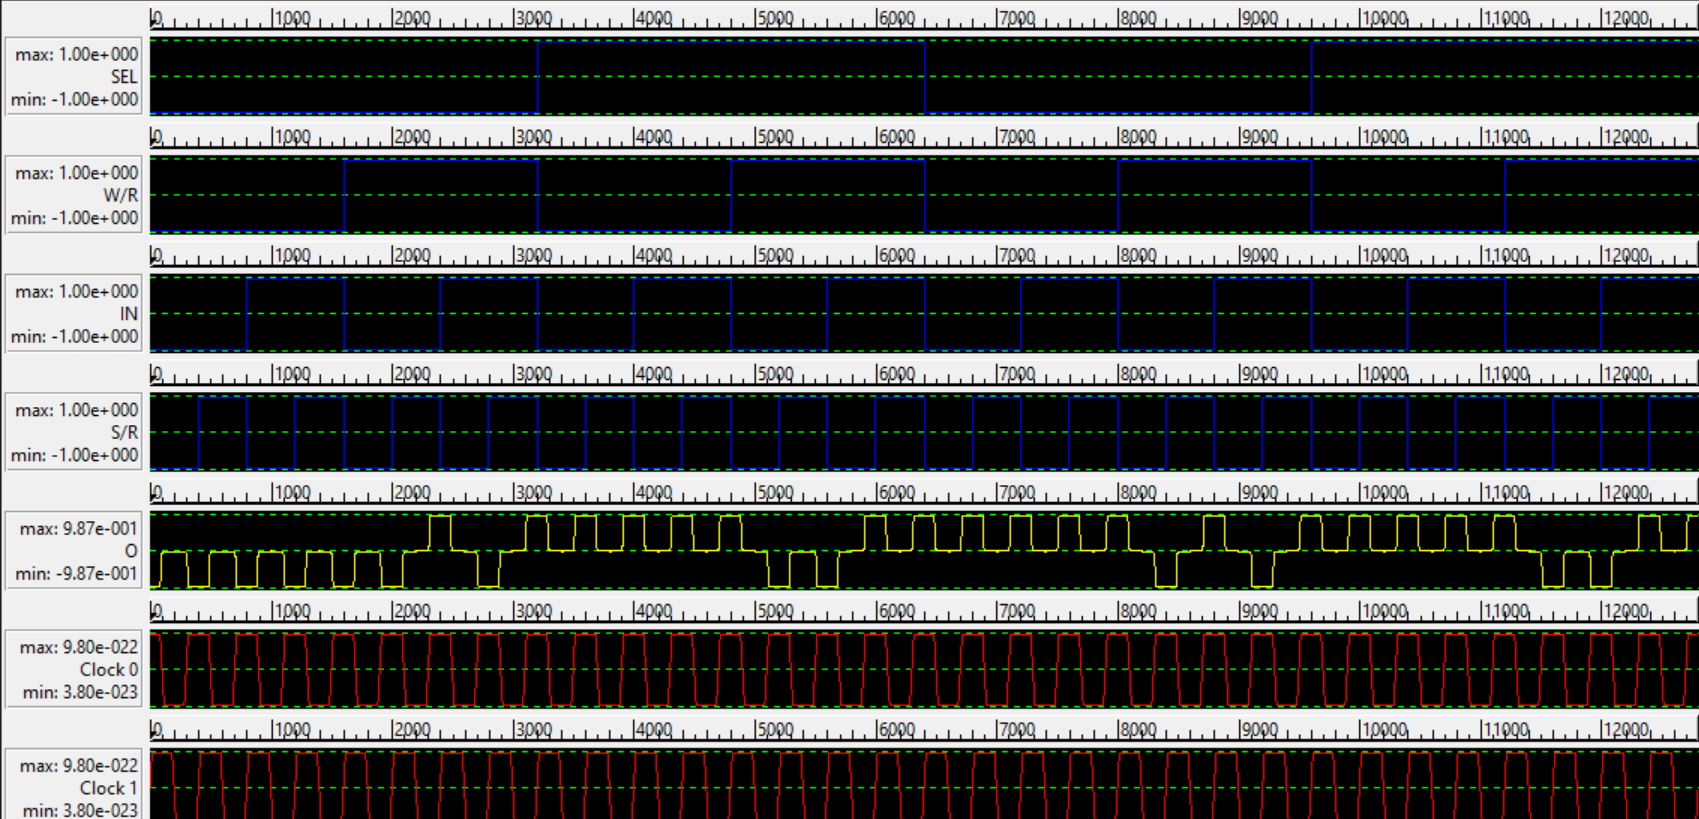 0 1000 2000 3000 4000 5000 6000 7000 8000 9000 10000 11000 12000
max: 1.00e+000
SEL
min: -1.00e+000
0 1000 2000 3000 4000 5000 6000 7000 8000 9000 10000 11000 12000
max: 1.00e+000
W/R
min: -1.00e+000
0 1000 2000 3000 4000 5000 6000 7000 8000 9000 10000 11000 12000
max: 1.00e+000
IN
min: -1.00e+000
0 1000 2000 3000 4000 5000 6000 7000 8000 9000 10000 11000 12000
max: 1.00e+000
S/R
min: -1.00e+000
0 1000 2000 3000 4000 5000 6000 7000 8000 9000 10000 11000 12000
max: 9.87e-001
O
min: -9.87e-001
0 1000 2000 3000 4000 5000 6000 7000 8000 9000 10000 11000 12000
max: 9.80e-022
Clock 0
min: 3.80e-023
0 1000 2000 3000 4000 5000 6000 7000 8000 9000 10000 11000 12000
max: 9.80e-022
Clock 1
min: 3.80e-023